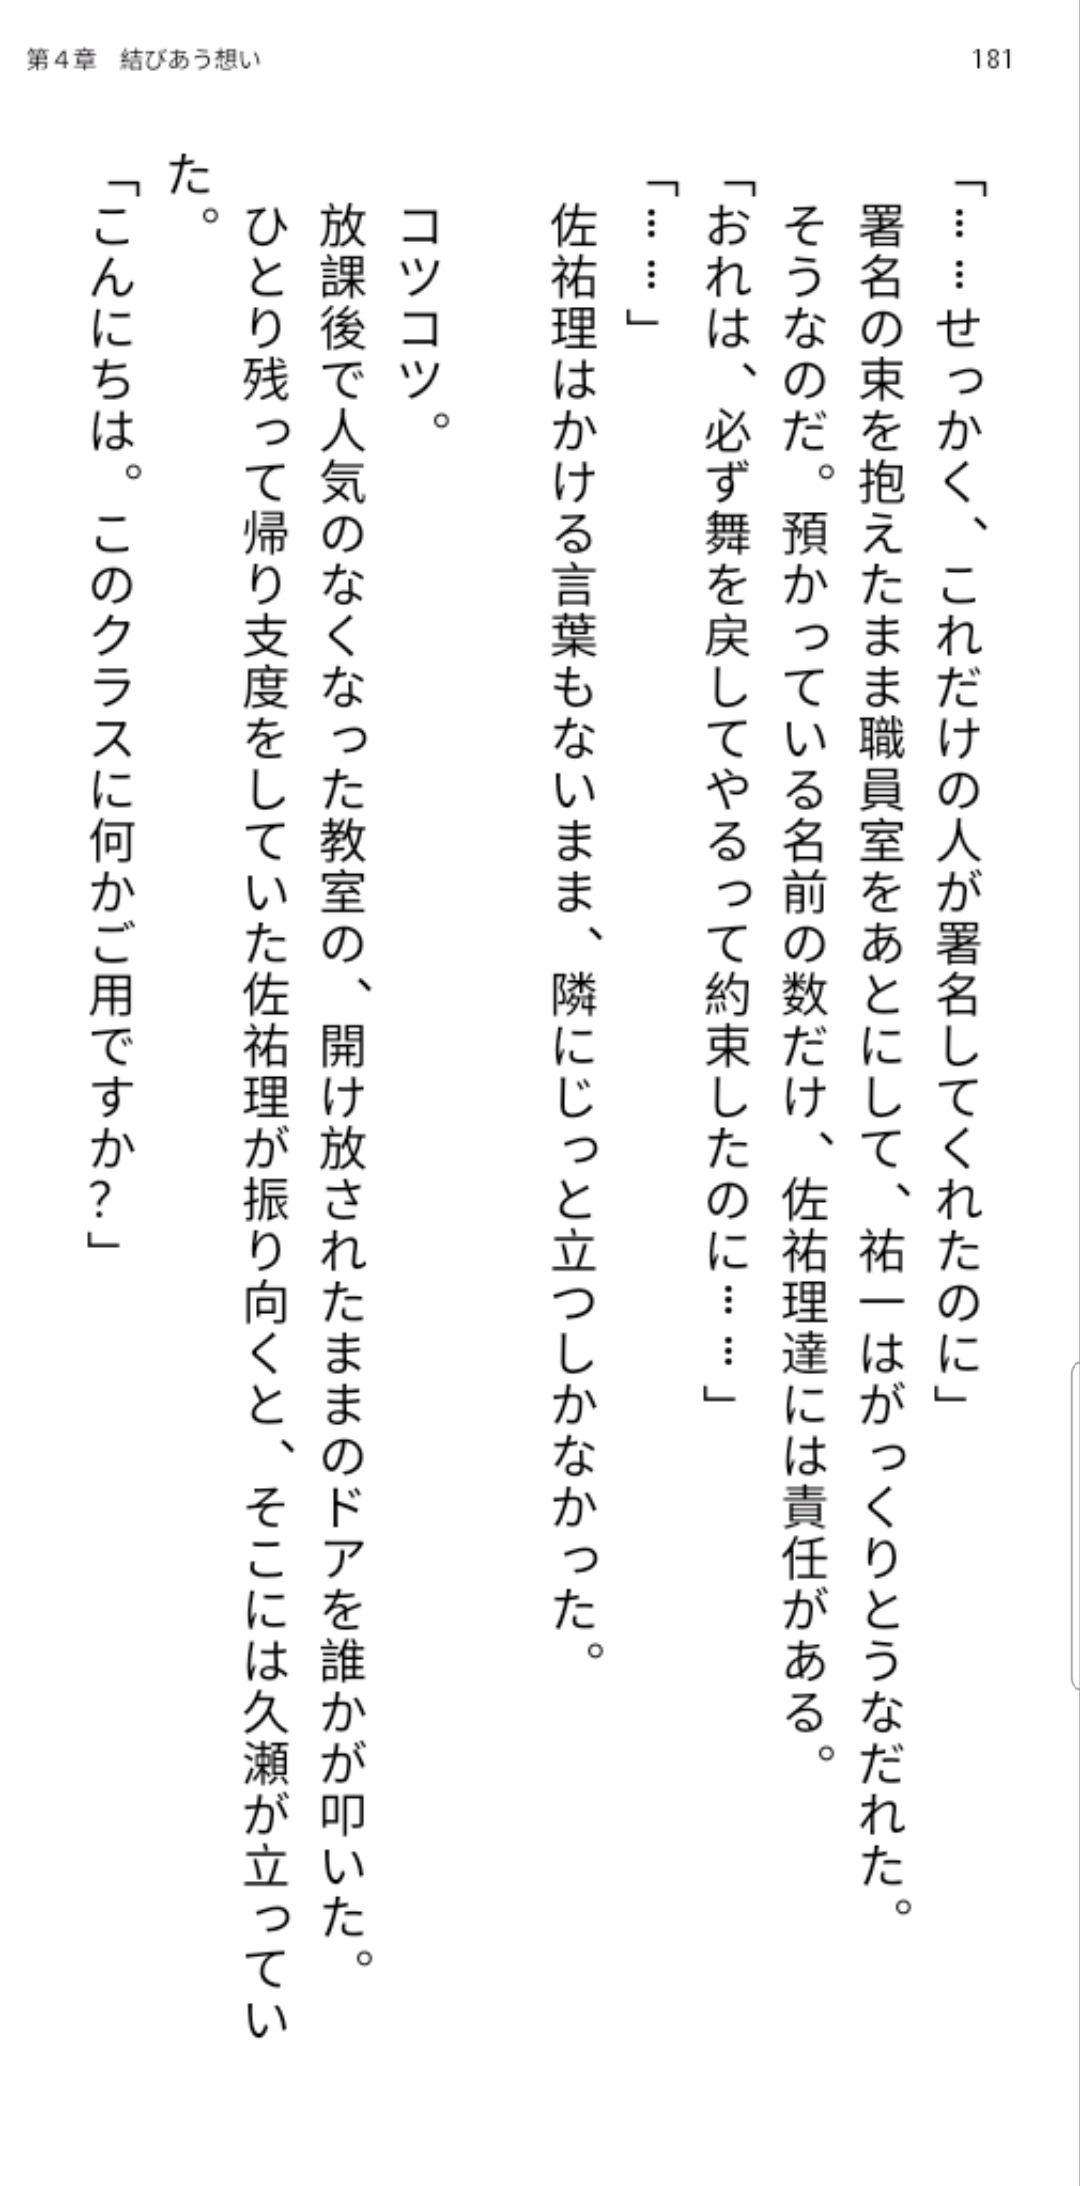 第４章　結びあう想い
181
「……せっかく、これだけの人が署名してくれたのに」
署名の束を抱えたまま職員室をあとにして、祐一はがっくりとうなだれた。
そうなのだ。預かっている名前の数だけ、佐祐理達には責任がある。
「おれは、必ず舞を戻してやるって約束したのに……」
「……」
佐祐理はかける言葉もないまま、隣にじっと立つしかなかった。
コツコツ。
放課後で人気のなくなった教室の、開け放されたままのドアを誰かが叩いた。
ひとり残って帰り支度をしていた佐祐理が振り向くと、そこには久瀬が立ってい
た。
「こんにちは。このクラスに何かご用ですか？」